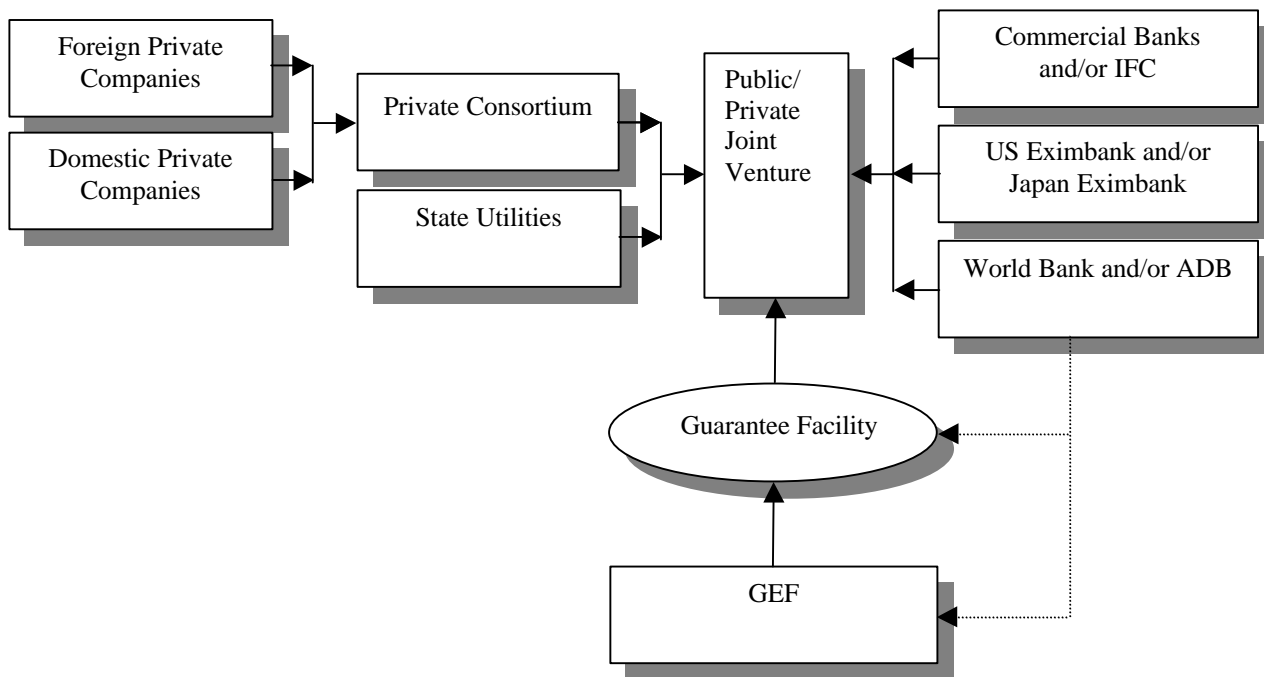 Foreign Private
Companies
Domestic Private
Companies
Private Consortium
State Utilities
Public/
Private
Joint
Venture
Commercial Banks
and/or IFC
US Eximbank and/or
Japan Eximbank
World Bank and/or ADB
Guarantee Facility
GEF